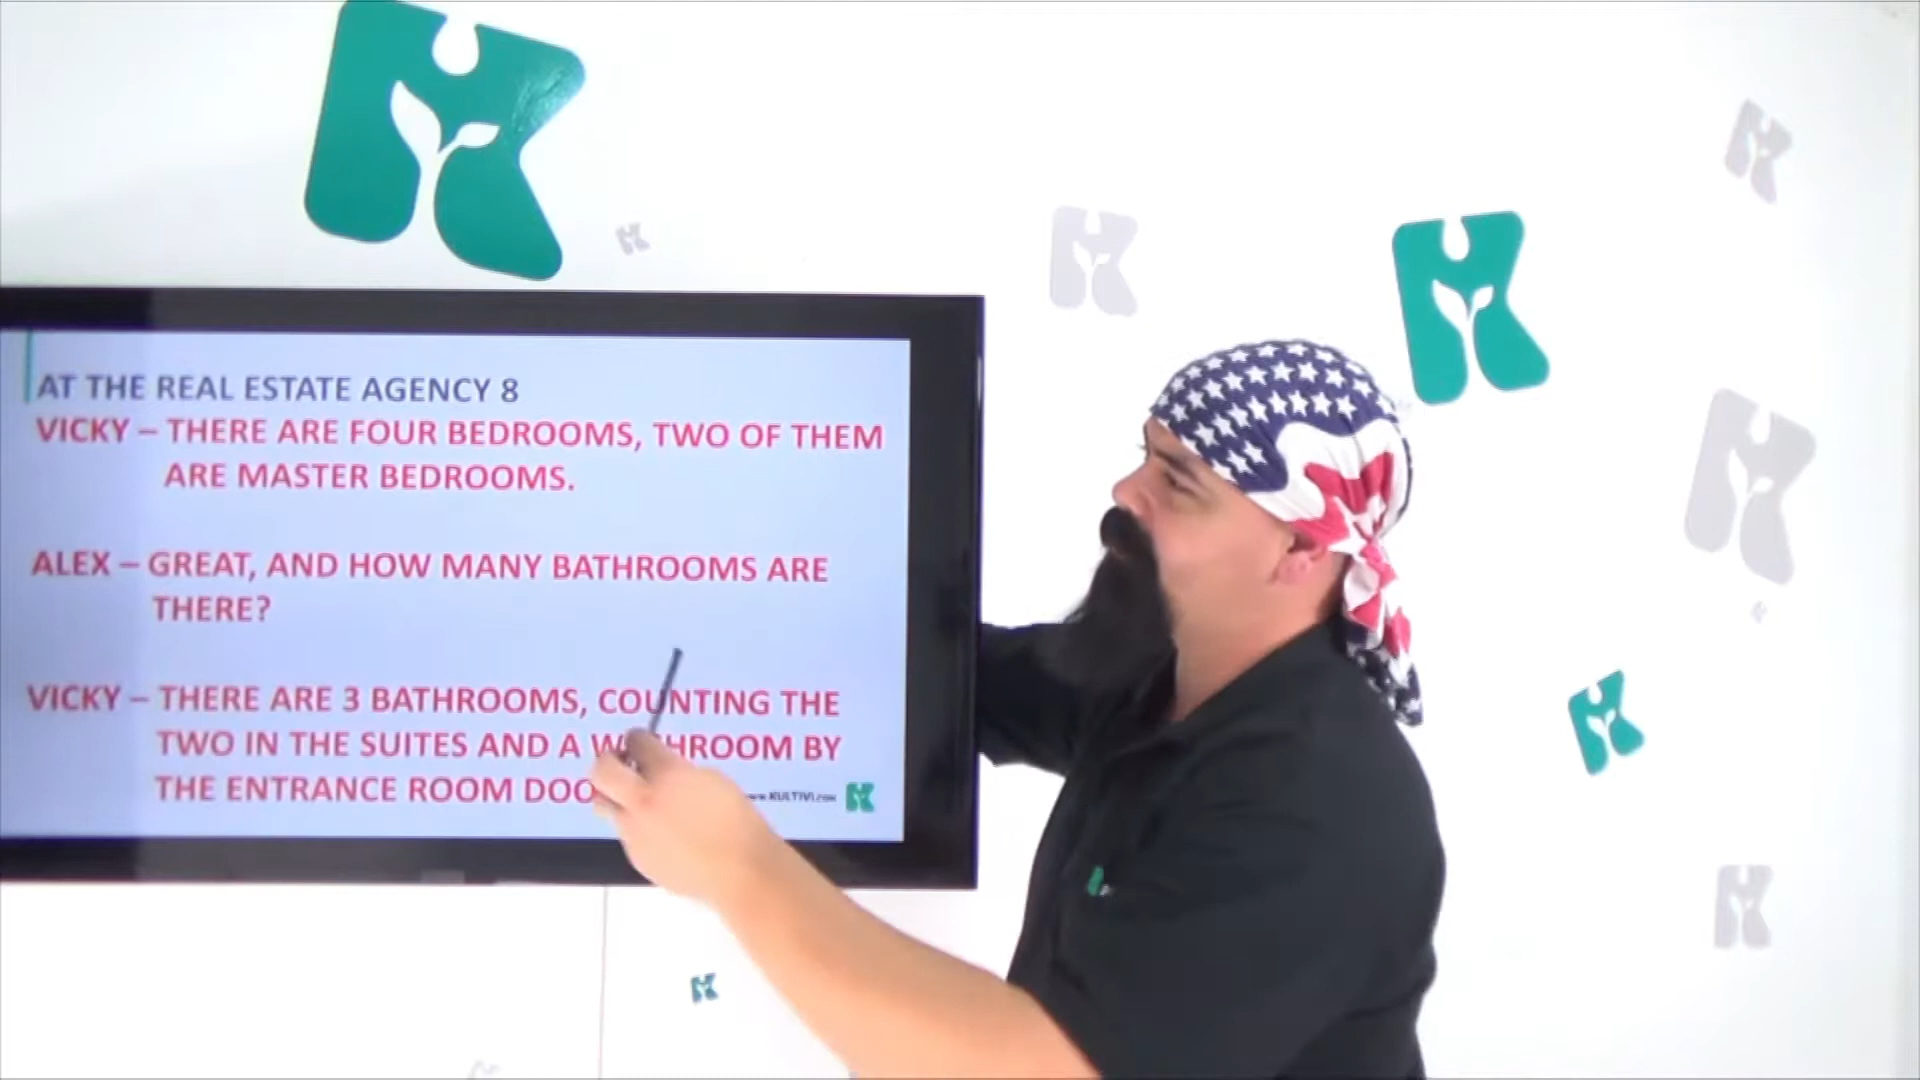 AT THE REAL ESTATE AGENCY 8
VICKY – THERE ARE FOUR BEDROOMS, TWO OF THEM
ARE MASTER BEDROOMS.
ALEX – GREAT, AND HOW MANY BATHROOMS ARE
THERE?
VICKY – THERE ARE 3 BATHROOMS, COUNTING THE
TWO IN THE SUITES AND A BY
THE ENTRANCE ROOM
www.KULTIVI.COM